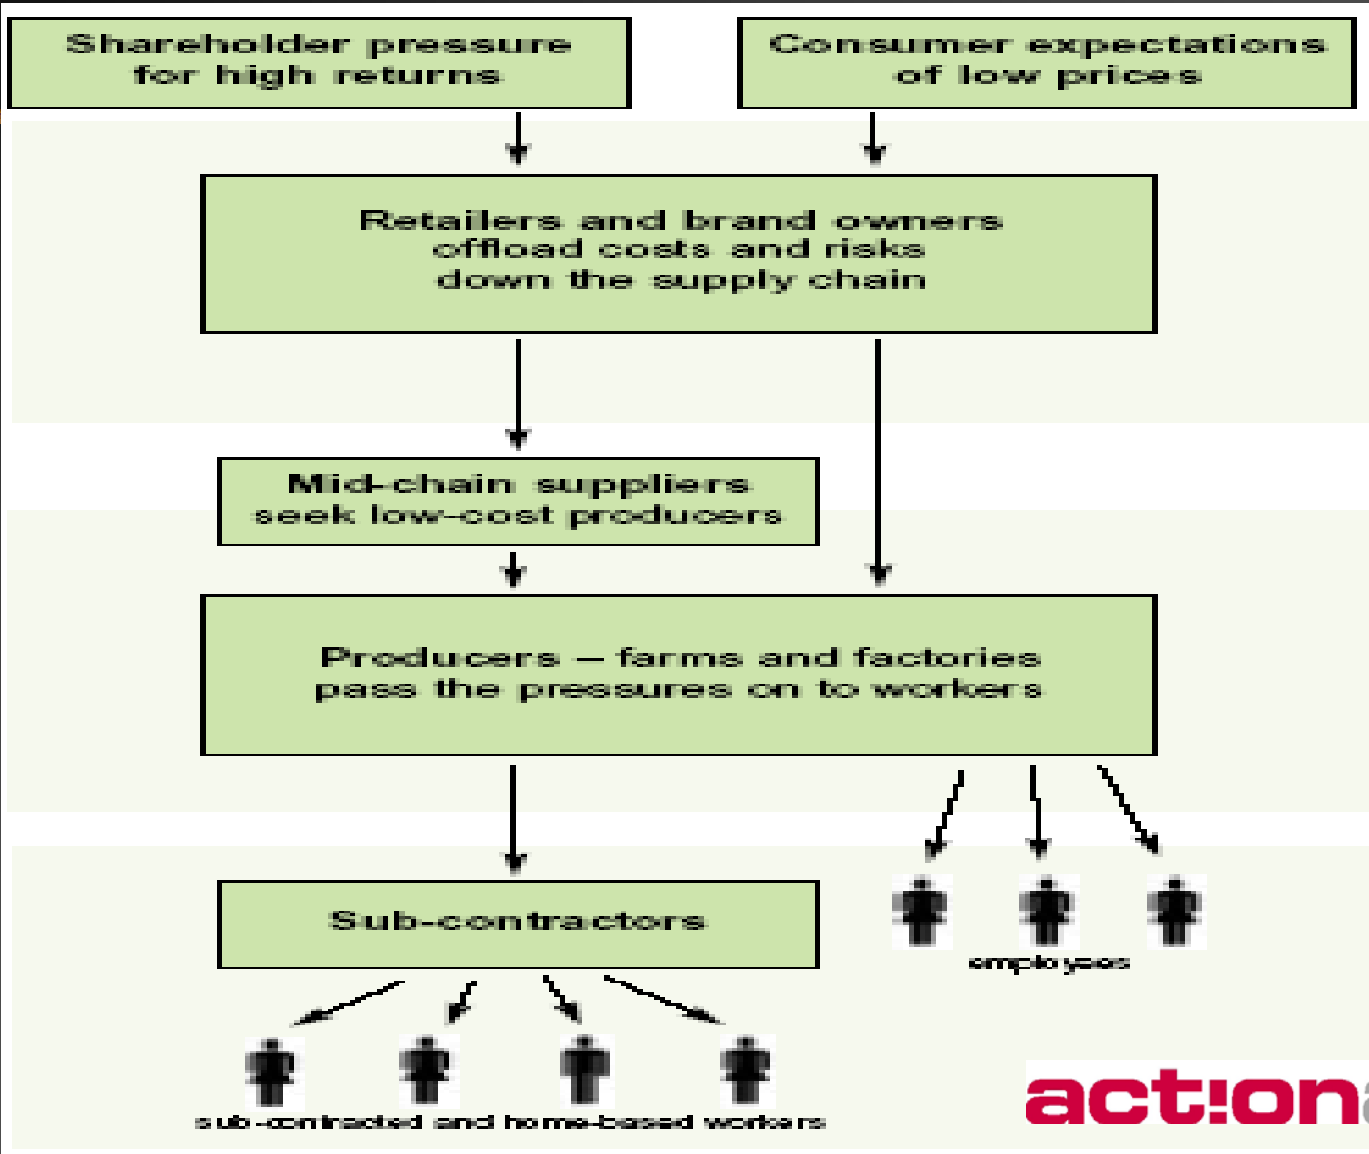 Shareholder pressure
for high returns
Consumer expectations
of low prices
Retailers and brand owners
offload costs and risks
down the supply chain
Mid-chain suppliers
seek low-cost producers
Producers – farms and factories
pass the pressures on to workers
Sub-contractors
employees
sub-contracted and home-based workers
act!on